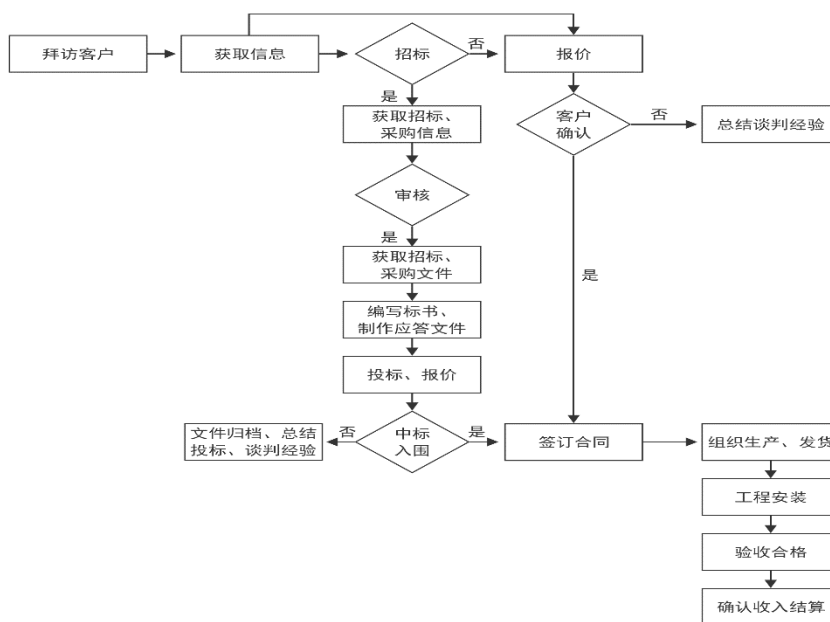 拜访客户
获取信息
招标
否
报价
是
获取招标、
采购信息
客户
确认
否
总结谈判经验
审核
是
获取招标、
采购文件
是
编写标书、
制作应答文件
投标、报价
文件归档、总结
投标、谈判经验
否
中标
入围
是
签订合同
组织生产、发货
工程安装
验收合格
确认收入结算